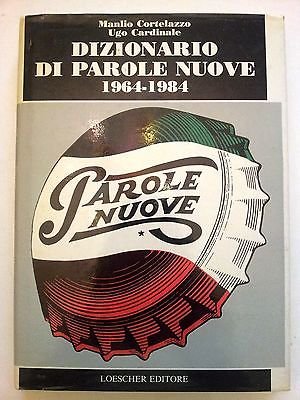 Manlio Cortelazzo
Ugo Cardinale
DIZIONARIO
DI PAROLE NUOVE
1964-1984
PAROLE
NUOVE
LOESCHER EDITORE